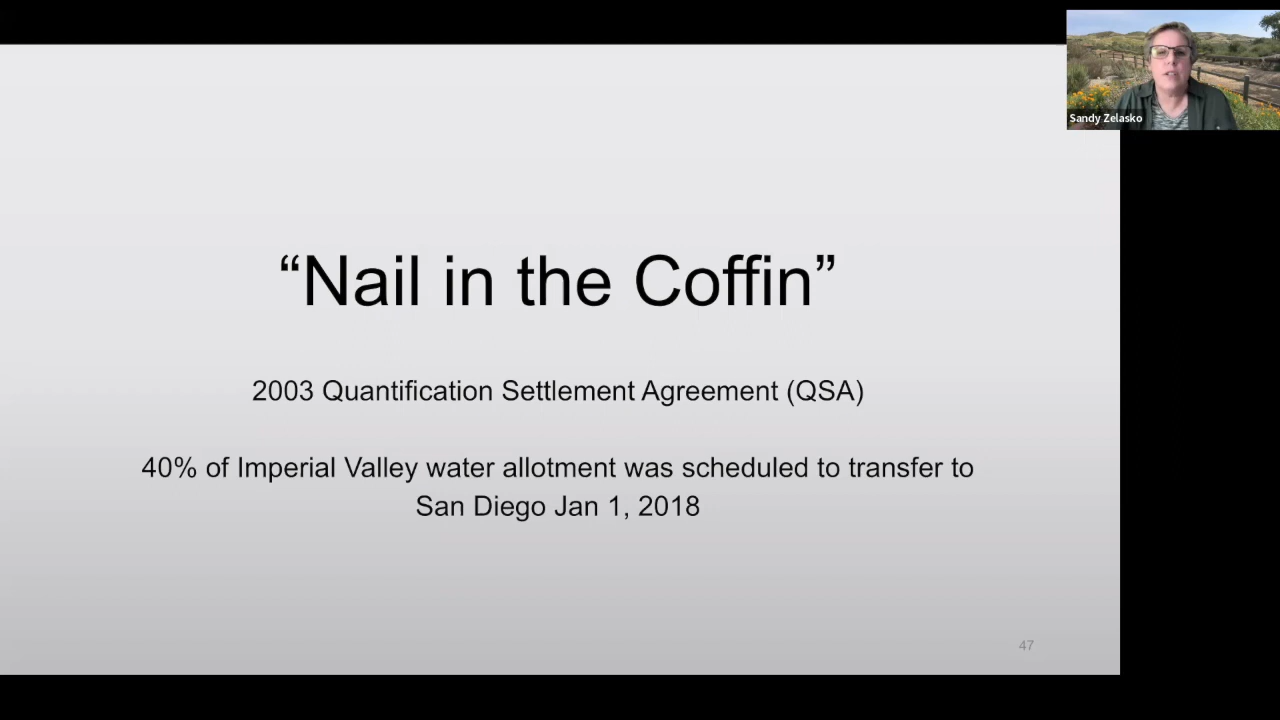 Sandy Zelasko
“Nail in the Coffin”
2003 Quantification Settlement Agreement (QSA)
40% of Imperial Valley water allotment was scheduled to transfer to
San Diego Jan 1, 2018
47